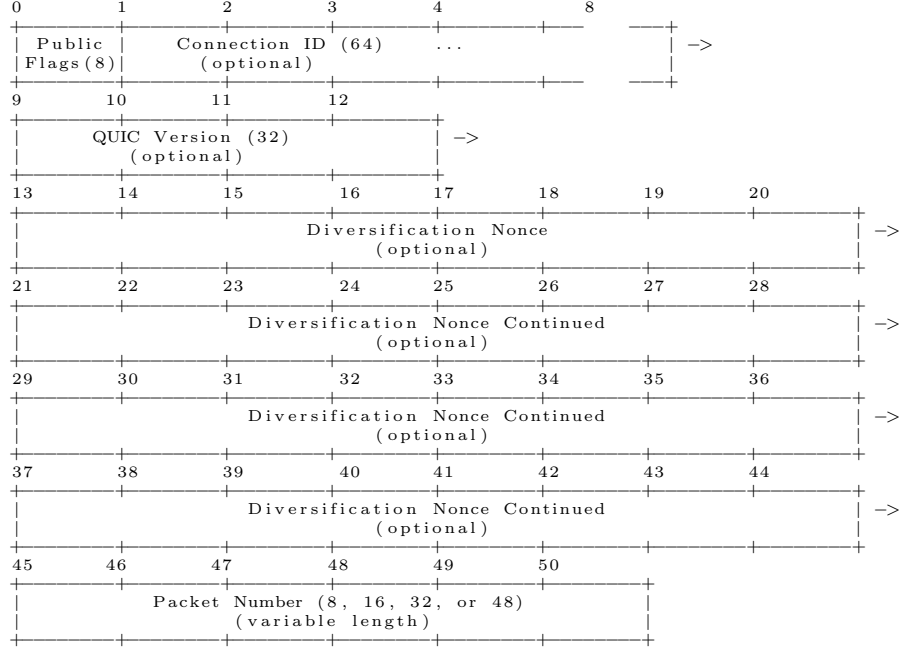 0 1 2 3 4 8
Public Connection ID (64) ... ->
Flags(8) (optional)
9 10 11 12
QUIC Version (32) ->
(optional)
13 14 15 16 17 18 19 20
Diversification Nonce ->
(optional)
21 22 23 24 25 26 27 28
Diversification Nonce Continued ->
(optional)
29 30 31 32 33 34 35 36
Diversification Nonce Continued ->
(optional)
37 38 39 40 41 42 43 44
Diversification Nonce Continued ->
(optional)
45 46 47 48 49 50
Packet Number (8, 16, 32, or 48)
(variable length)